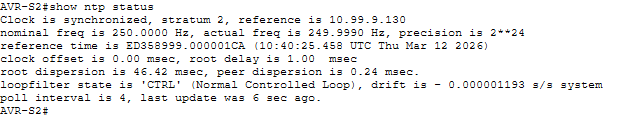 AVR-S2#show ntp status
Clock is synchronized, stratum 2, reference is 10.99.9.130
nominal freq is 250.0000 Hz, actual freq is 249.9990 Hz, precision is 2**24
reference time is ED358999.000001CA (10:40:25.458 UTC Thu Mar 12 2026)
clock offset is 0.00 msec, root delay is 1.00  msec
root dispersion is 46.42 msec, peer dispersion is 0.24 msec.
loopfilter state is 'CTRL' (Normal Controlled Loop), drift is - 0.000001193 s/s system
poll interval is 4, last update was 6 sec ago.
AVR-S2#